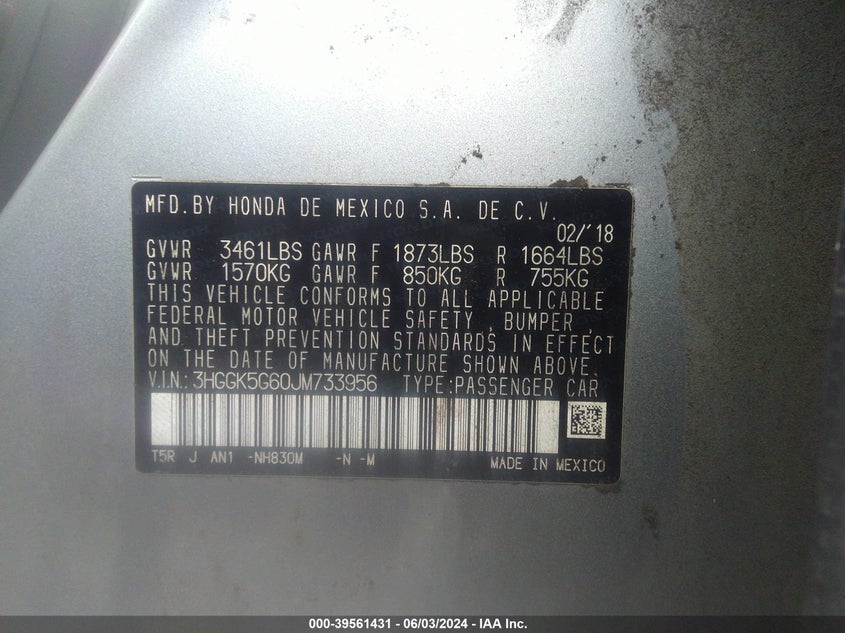 MFD.BY HONDA DE MEXICO S.A. DE C.V.
02/'18
GVWR 3461LBS GAWR F 1873LBS R 1664LBS
GVWR 1570KG GAWR F 850KG R 755KG
THIS VEHICLE CONFORMS TO ALL APPLICABLE
FEDERAL MOTOR VEHICLE SAFETY , BUMPER ,
AND THEFT PREVENTION STANDARDS IN EFFECT
ON THE DATE OF MANUFACTURE SHOWN ABOVE.
V.I.N.: 3HGGK5G60JM733956 TYPE:PASSENGER CAR
T5R J AN1 -NH830M -N -M MADE IN MEXICO
000-39561431 - 06/03/2024 - IAA Inc.